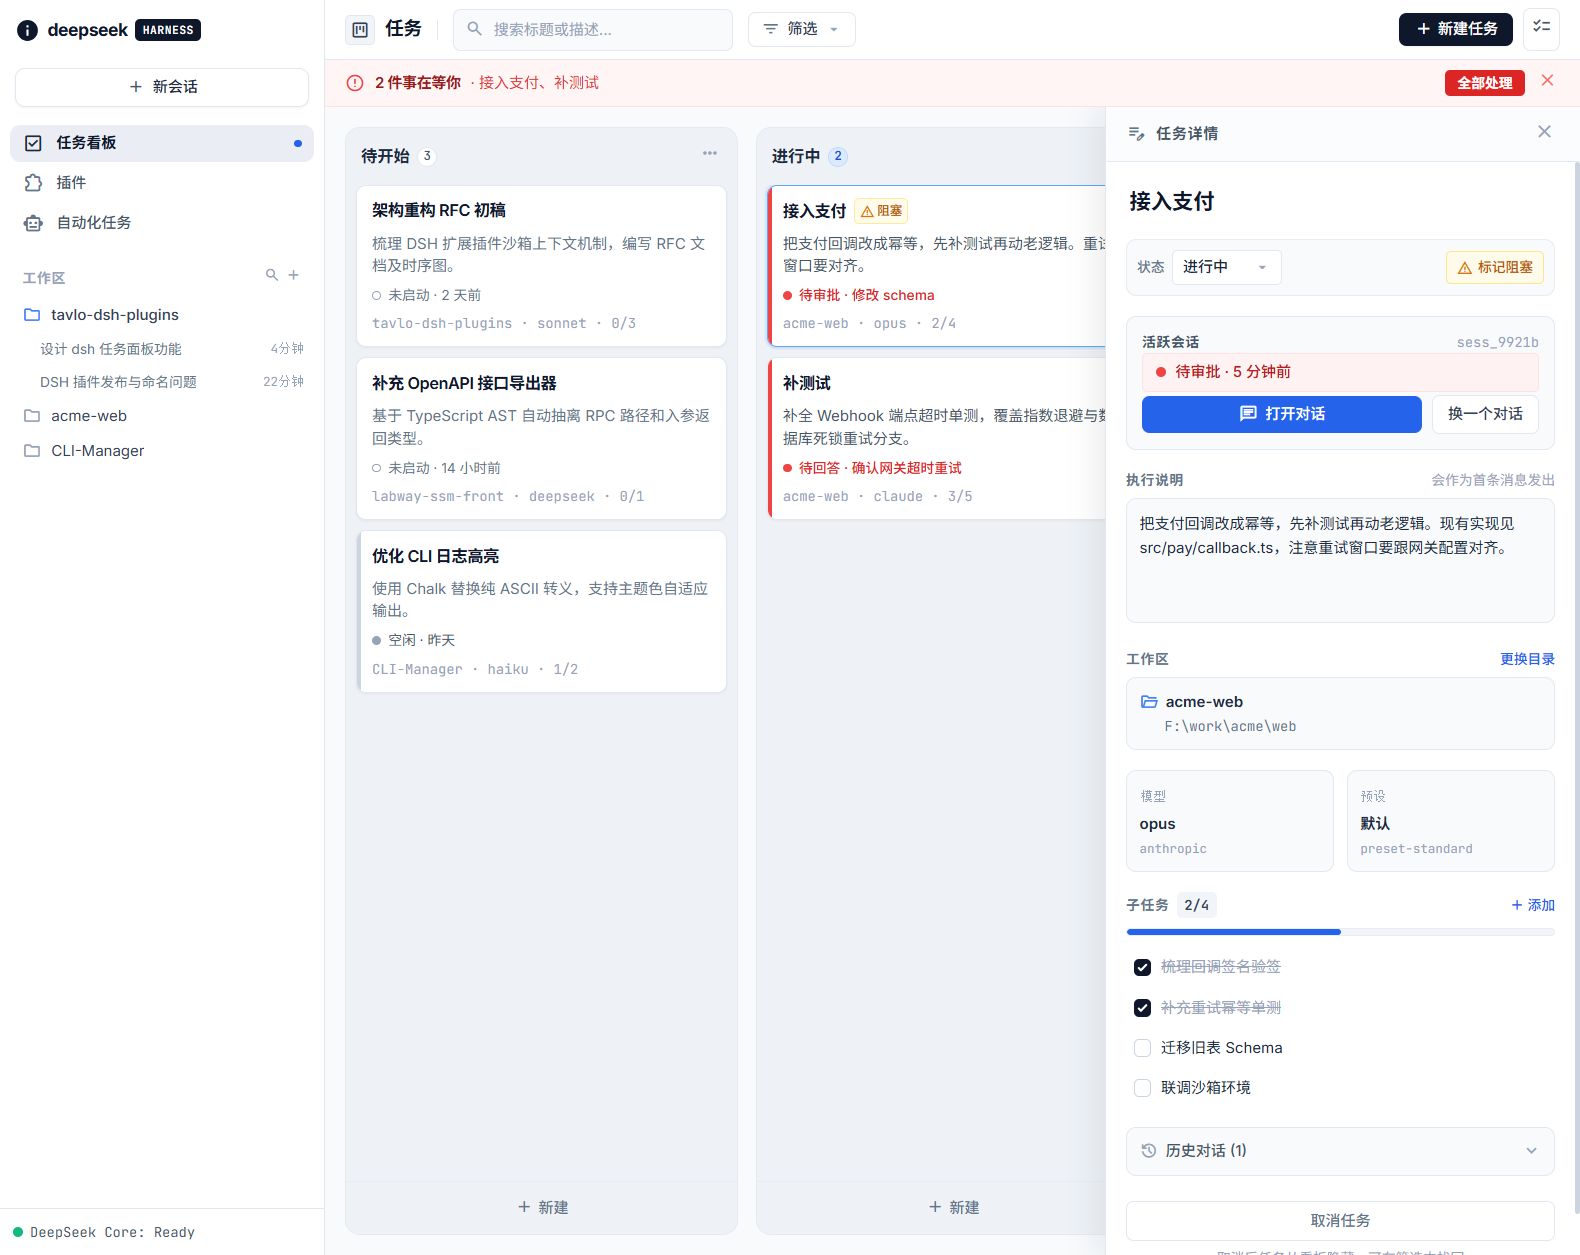 deepseek HARNESS
新会话
任务看板
插件
自动化任务
工作区
tavlo-dsh-plugins
设计 dsh 任务面板功能 4分钟
DSH 插件发布与命名问题 22分钟
acme-web
CLI-Manager
DeepSeek Core: Ready
任务
搜索标题或描述...
筛选
新建任务
2 件事在等你 · 接入支付、补测试
全部处理
待开始 3
架构重构 RFC 初稿
梳理 DSH 扩展插件沙箱上下文机制，编写 RFC 文
档及时序图。
未启动 · 2 天前
tavlo-dsh-plugins · sonnet · 0/3
补充 OpenAPI 接口导出器
基于 TypeScript AST 自动抽离 RPC 路径和入参返
回类型。
未启动 · 14 小时前
labway-ssm-front · deepseek · 0/1
优化 CLI 日志高亮
使用 Chalk 替换纯 ASCII 转义，支持主题色自适应
输出。
空闲 · 昨天
CLI-Manager · haiku · 1/2
新建
进行中 2
接入支付 阻塞
把支付回调改成幂等，先补测试再动老逻辑。重试
窗口要对齐。
待审批 · 修改 schema
acme-web · opus · 2/4
补测试
补全 Webhook 端点超时单测，覆盖指数退避与数
据库死锁重试分支。
待回答 · 确认网关超时重试
acme-web · claude · 3/5
新建
任务详情
接入支付
状态 进行中 标记阻塞
活跃会话 sess_9921b
待审批 · 5 分钟前
打开对话 换一个对话
执行说明 会作为首条消息发出
把支付回调改成幂等，先补测试再动老逻辑。现有实现见
src/pay/callback.ts，注意重试窗口要跟网关配置对齐。
工作区 更换目录
acme-web
F:\work\acme\web
模型
opus
anthropic
预设
默认
preset-standard
子任务 2/4 添加
梳理回调签名验签
补充重试幂等单测
迁移旧表 Schema
联调沙箱环境
历史对话 (1)
取消任务